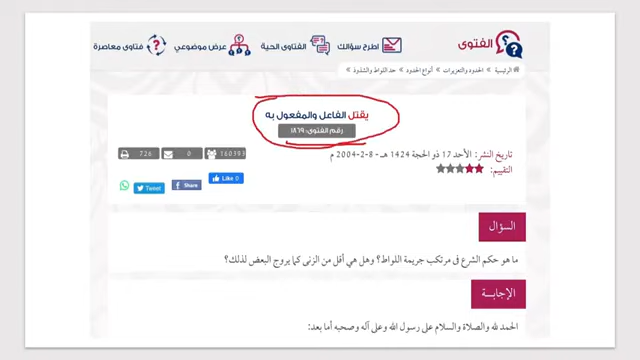 الفتوى
اطرح سؤالك
الفتاوى الحية
عرض موضوعي
فتاوى معاصرة
الرئيسية » الحدود والتعزيرات » أنواع الحدود » حد اللواط والشذوذ »
يقتل الفاعل والمفعول به
رقم الفتوى: ١٨٦٩
تاريخ النشر: الأحد 17 ذو الحجة 1424 هـ - 8-2-2004 م
160393
0
726
التقييم:
Like 0
Share
Tweet
السؤال
ما هو حكم الشرع في مرتكب جريمة اللواط؟ وهل هي أقل من الزنى كما يروج البعض لذلك؟
الإجابــة
الحمد لله والصلاة والسلام على رسول الله وعلى آله وصحبه أما بعد: